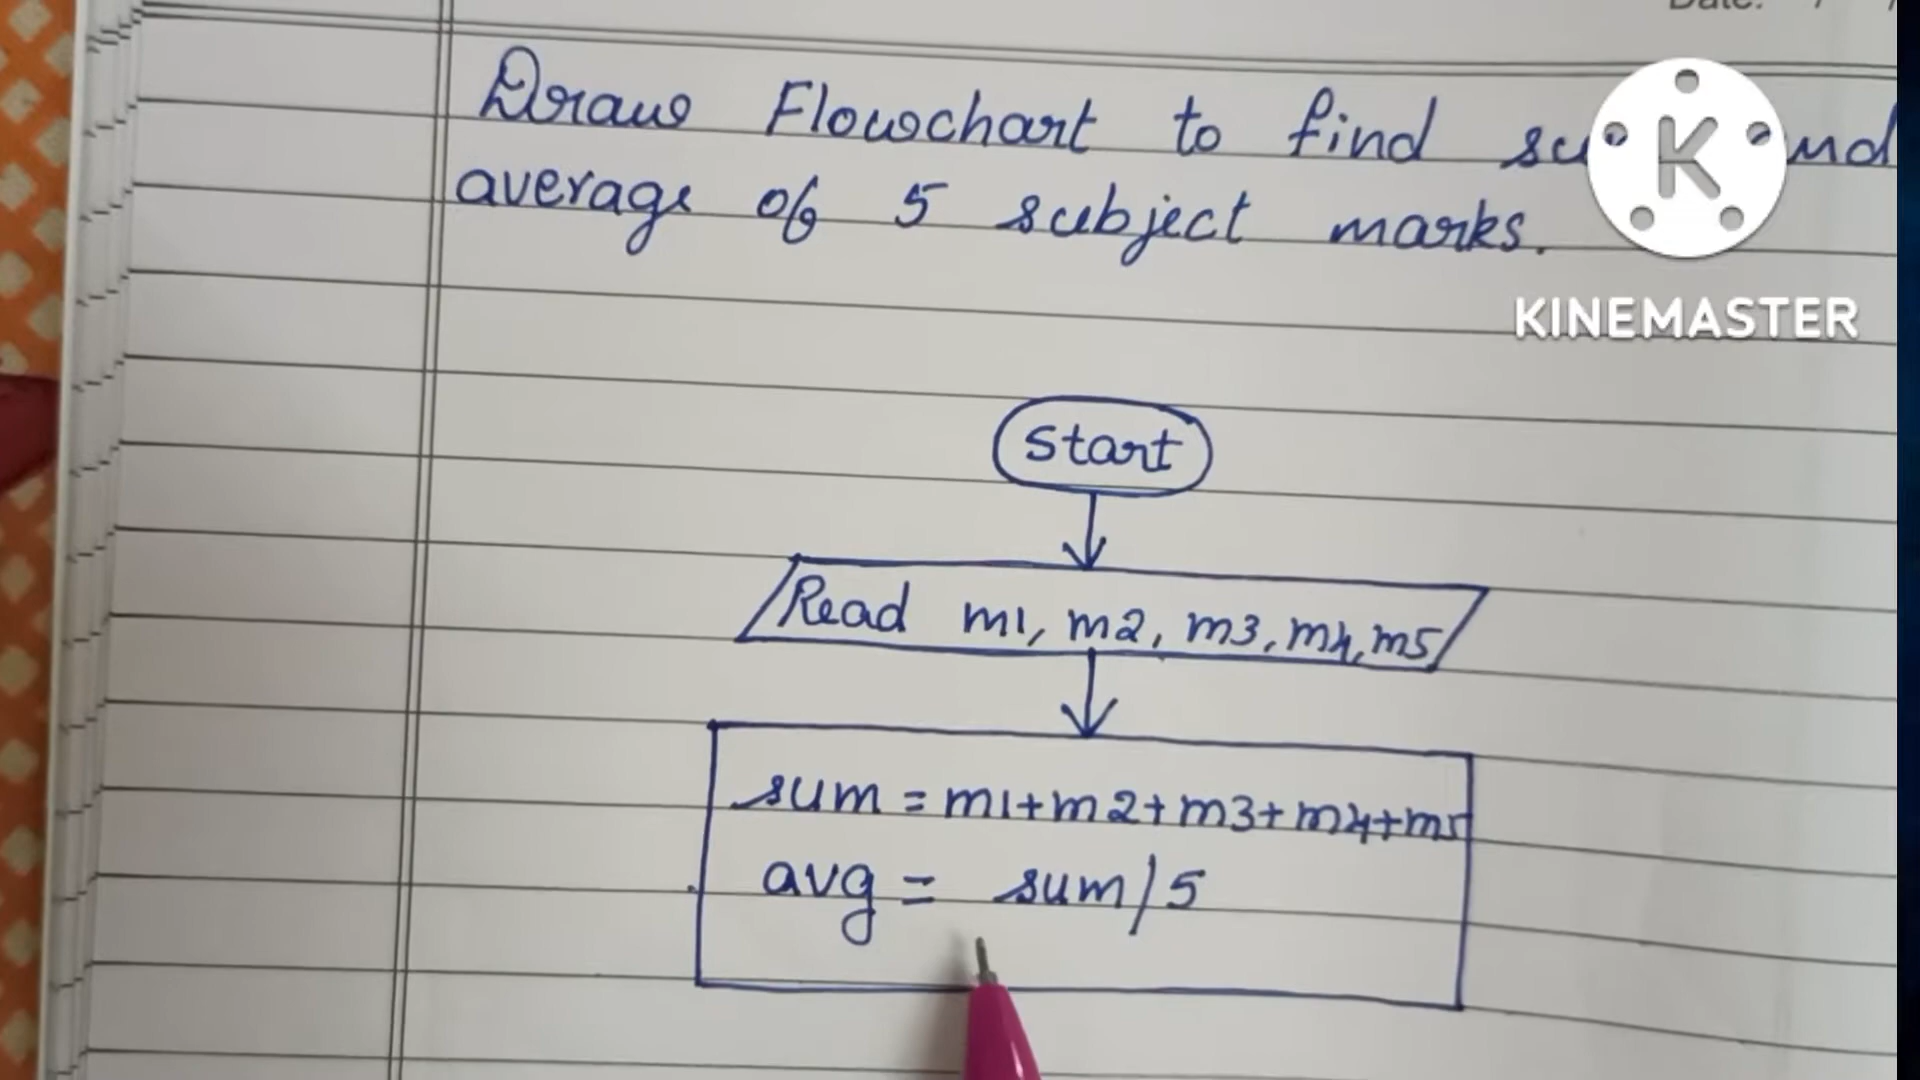 Date: / /
Draw Flowchart to find
average of 5 subject marks.
K
KINEMASTER
Start
Read m1, m2, m3, m4, m5
sum = m1+m2+m3+m4+m5
avg = sum/5